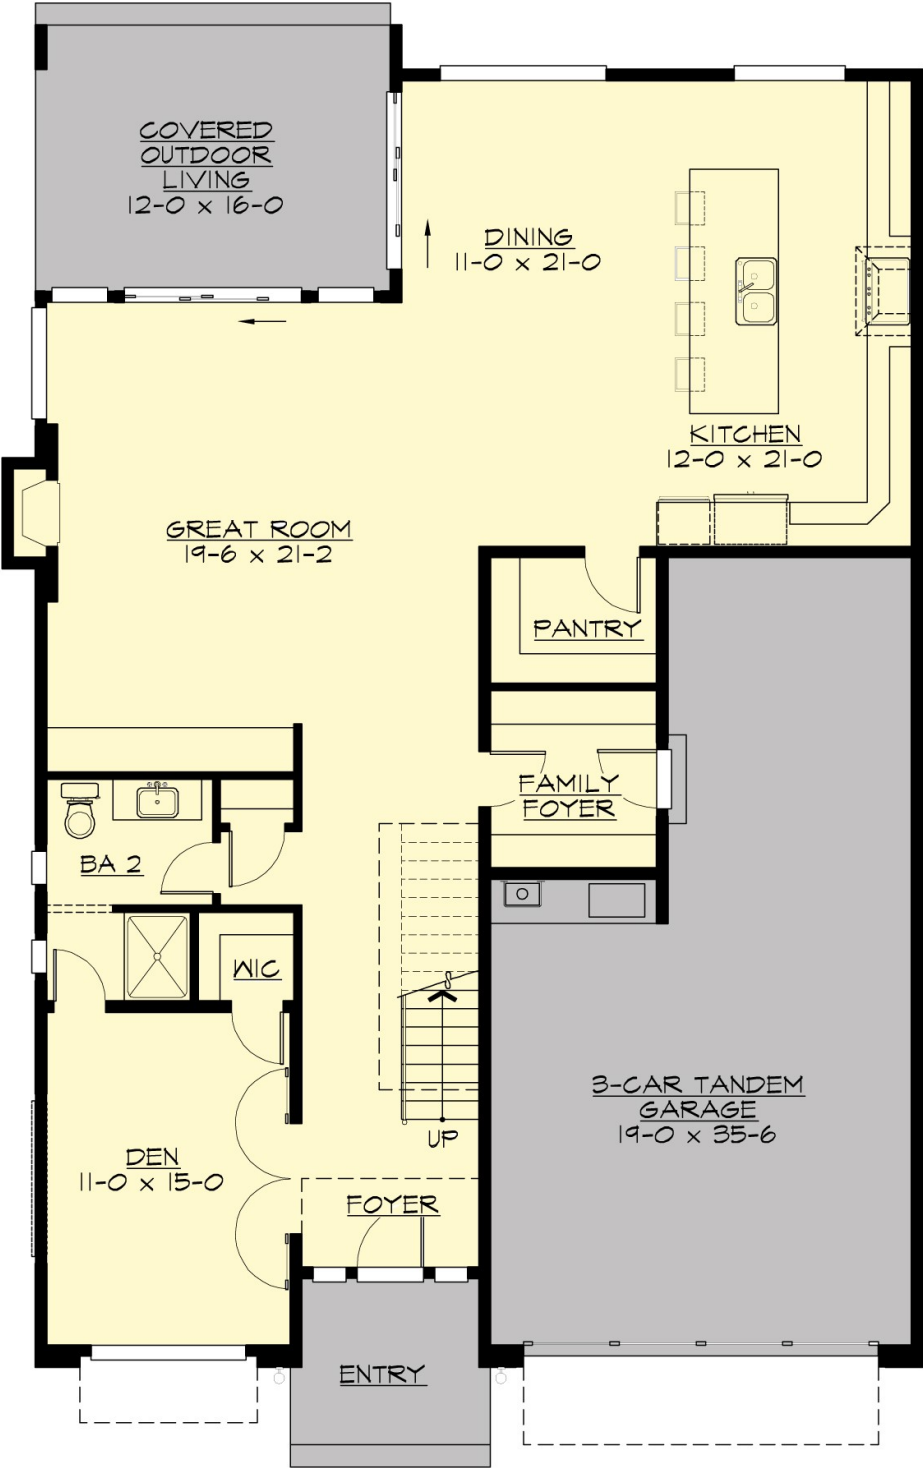 COVERED
OUTDOOR
LIVING
12-0 x 16-0
DINING
11-0 x 21-0
KITCHEN
12-0 x 21-0
GREAT ROOM
19-6 x 21-2
PANTRY
FAMILY
FOYER
BA 2
WIC
3-CAR TANDEM
GARAGE
19-0 x 35-6
UP
DEN
11-0 x 15-0
FOYER
ENTRY